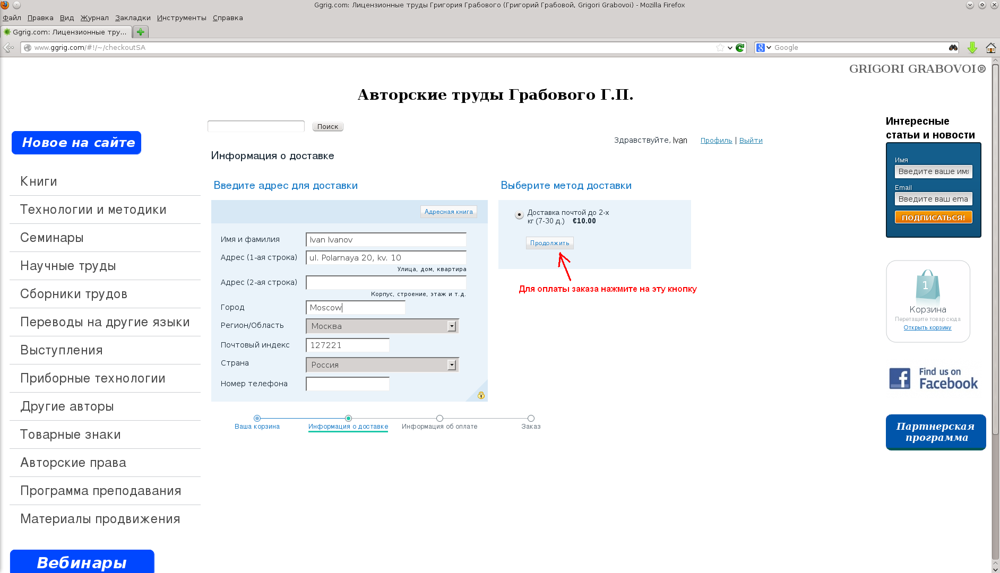 Ggrig.com: Лицензионные труды Григория Грабового (Григорий Грабовой, Grigori Grabovoi) - Mozilla Firefox
Файл Правка Вид Журнал Закладки Инструменты Справка
Ggrig.com: Лицензионные тру...
www.ggrig.com/#!/~/checkoutSA
8 Google
GRIGORI GRABOVOI®
Авторские труды Грабового Г.П.
Поиск
Здравствуйте, Ivan Профиль | Выйти
Новое на сайте
Книги
Технологии и методики
Семинары
Научные труды
Сборники трудов
Переводы на другие языки
Выступления
Приборные технологии
Другие авторы
Товарные знаки
Авторские права
Программа преподавания
Материалы продвижения
Вебинары
Информация о доставке
Введите адрес для доставки
Адресная книга
Имя и фамилия Ivan Ivanov
Адрес (1-ая строка) ul. Polarnaya 20, kv. 10
Улица, дом, квартира
Адрес (2-ая строка)
Корпус, строение, этаж и т.д.
Город Moscow
Регион/Область Москва
Почтовый индекс 127221
Страна Россия
Номер телефона
Выберите метод доставки
Доставка почтой до 2-х
кг (7-30 д.) €10.00
Продолжить
Для оплаты заказа нажмите на эту кнопку
Ваша корзина Информация о доставке Информация об оплате Заказ
Интересные
статьи и новости
Имя
Введите ваше имя
Email
Введите ваш ema
ПОДПИСАТЬСЯ!
1
Корзина
Перетащите товар сюда
Открыть корзину
f
Find us on
Facebook
Партнерская
программа